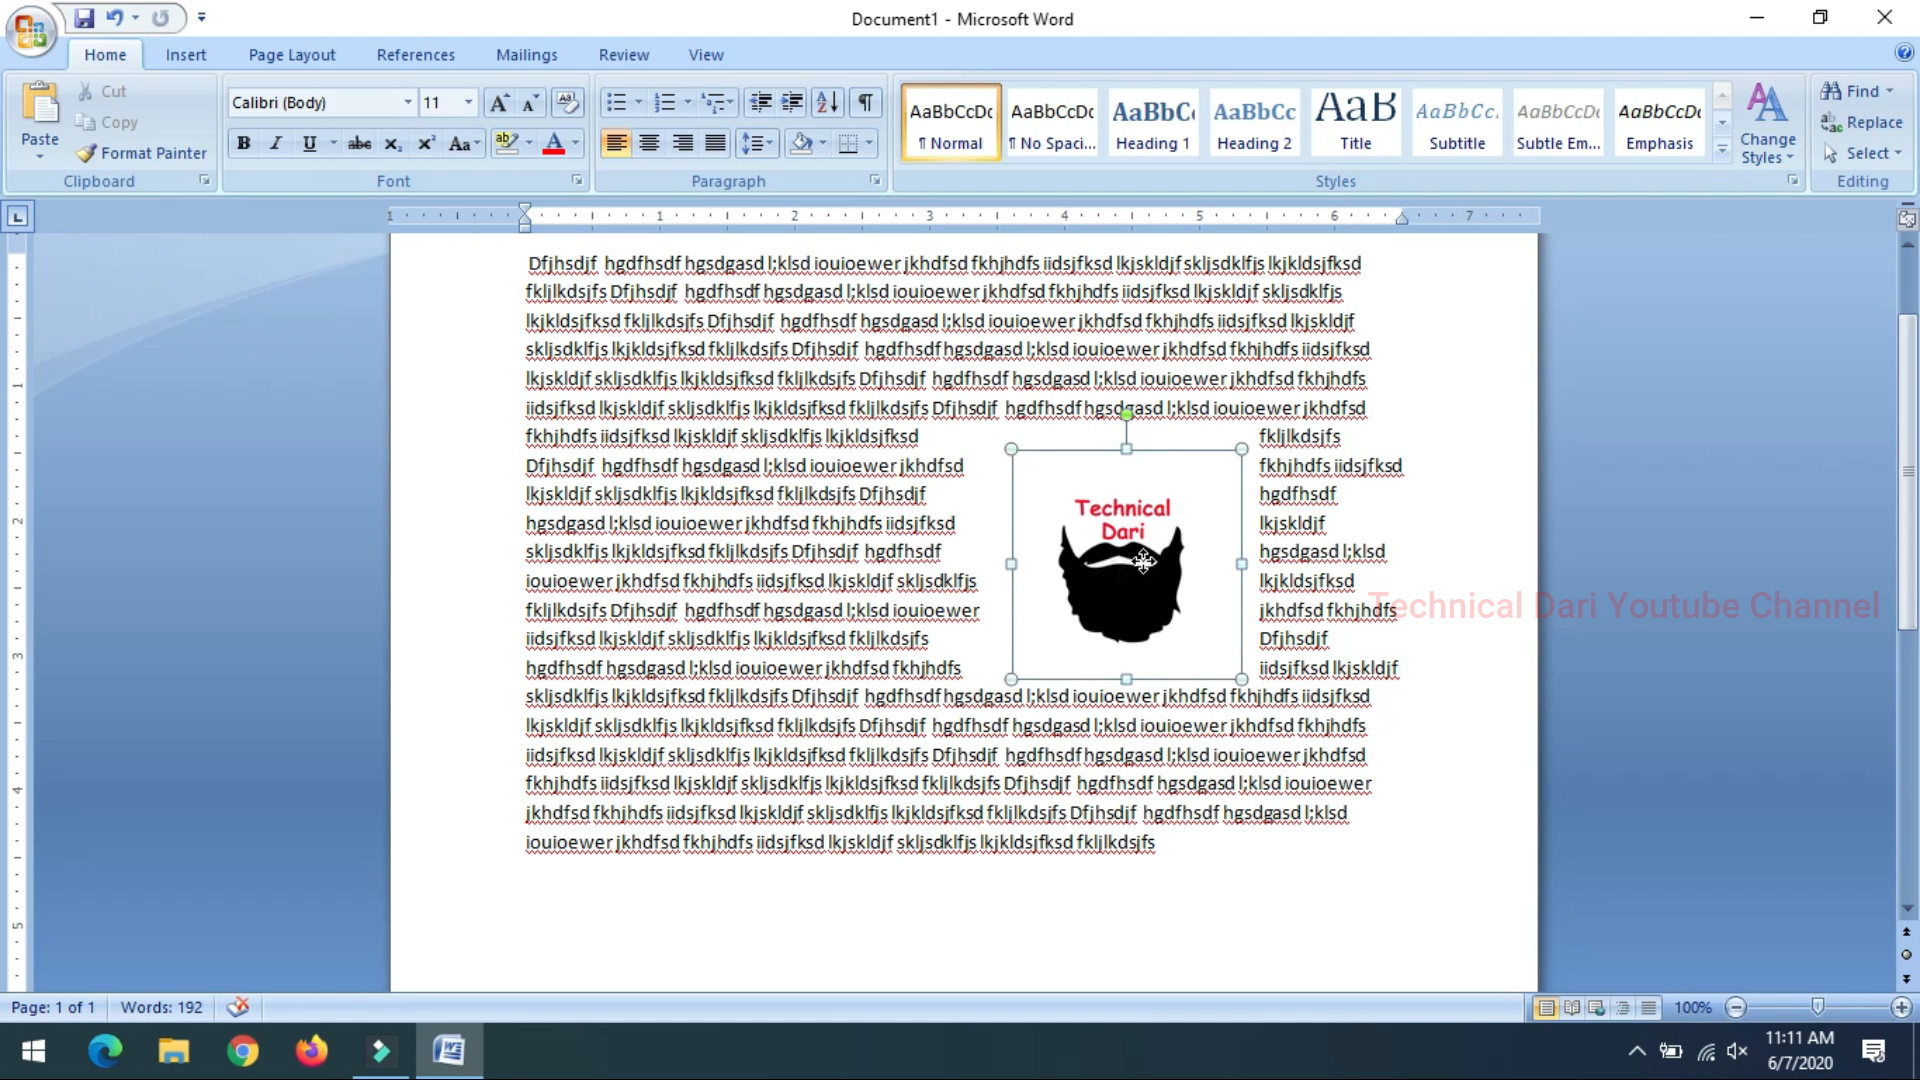 Document1 - Microsoft Word
Home Insert Page Layout References Mailings Review View
Paste
Cut
Copy
Format Painter
Clipboard
Calibri (Body) 11
Font
Paragraph
AaBbCcDc AaBbCcDc AaBbC AaBbCc AaB AaBbCc. AaBbCcDc AaBbCcDc
¶ Normal ¶ No Spaci... Heading 1 Heading 2 Title Subtitle Subtle Em... Emphasis
Change Styles
Styles
Find
Replace
Select
Editing
1 1 2 3 4 5 6 7
Dfjhsdjf hgdfhsdf hgsdgasd l;klsd iouioewer jkhdfsd fkhjhdfs iidsjfksd lkjskldjf skljsdklfjs lkjkldsjfksd
fkljlkdsjfs Dfjhsdjf hgdfhsdf hgsdgasd l;klsd iouioewer jkhdfsd fkhjhdfs iidsjfksd lkjskldjf skljsdklfjs
lkjkldsjfksd fkljlkdsjfs Dfjhsdjf hgdfhsdf hgsdgasd l;klsd iouioewer jkhdfsd fkhjhdfs iidsjfksd lkjskldjf
skljsdklfjs lkjkldsjfksd fkljlkdsjfs Dfjhsdjf hgdfhsdf hgsdgasd l;klsd iouioewer jkhdfsd fkhjhdfs iidsjfksd
lkjskldjf skljsdklfjs lkjkldsjfksd fkljlkdsjfs Dfjhsdjf hgdfhsdf hgsdgasd l;klsd iouioewer jkhdfsd fkhjhdfs
iidsjfksd lkjskldjf skljsdklfjs lkjkldsjfksd fkljlkdsjfs Dfjhsdjf hgdfhsdf hgsdgasd l;klsd iouioewer jkhdfsd
fkhjhdfs iidsjfksd lkjskldjf skljsdklfjs lkjkldsjfksd fkljlkdsjfs
Dfjhsdjf hgdfhsdf hgsdgasd l;klsd iouioewer jkhdfsd fkhjhdfs iidsjfksd
lkjskldjf skljsdklfjs lkjkldsjfksd fkljlkdsjfs Dfjhsdjf hgdfhsdf
hgsdgasd l;klsd iouioewer jkhdfsd fkhjhdfs iidsjfksd lkjskldjf
skljsdklfjs lkjkldsjfksd fkljlkdsjfs Dfjhsdjf hgdfhsdf hgsdgasd l;klsd
iouioewer jkhdfsd fkhjhdfs iidsjfksd lkjskldjf skljsdklfjs lkjkldsjfksd
fkljlkdsjfs Dfjhsdjf hgdfhsdf hgsdgasd l;klsd iouioewer jkhdfsd fkhjhdfs
iidsjfksd lkjskldjf skljsdklfjs lkjkldsjfksd fkljlkdsjfs Dfjhsdjf
hgdfhsdf hgsdgasd l;klsd iouioewer jkhdfsd fkhjhdfs iidsjfksd lkjskldjf
skljsdklfjs lkjkldsjfksd fkljlkdsjfs Dfjhsdjf hgdfhsdf hgsdgasd l;klsd iouioewer jkhdfsd fkhjhdfs iidsjfksd
lkjskldjf skljsdklfjs lkjkldsjfksd fkljlkdsjfs Dfjhsdjf hgdfhsdf hgsdgasd l;klsd iouioewer jkhdfsd fkhjhdfs
iidsjfksd lkjskldjf skljsdklfjs lkjkldsjfksd fkljlkdsjfs Dfjhsdjf hgdfhsdf hgsdgasd l;klsd iouioewer jkhdfsd
fkhjhdfs iidsjfksd lkjskldjf skljsdklfjs lkjkldsjfksd fkljlkdsjfs Dfjhsdjf hgdfhsdf hgsdgasd l;klsd iouioewer
jkhdfsd fkhjhdfs iidsjfksd lkjskldjf skljsdklfjs lkjkldsjfksd fkljlkdsjfs Dfjhsdjf hgdfhsdf hgsdgasd l;klsd
iouioewer jkhdfsd fkhjhdfs iidsjfksd lkjskldjf skljsdklfjs lkjkldsjfksd fkljlkdsjfs
Technical
Dari
Technical Dari Youtube Channel
1
2
3
4
5
Page: 1 of 1 Words: 192 100%
11:11 AM
6/7/2020